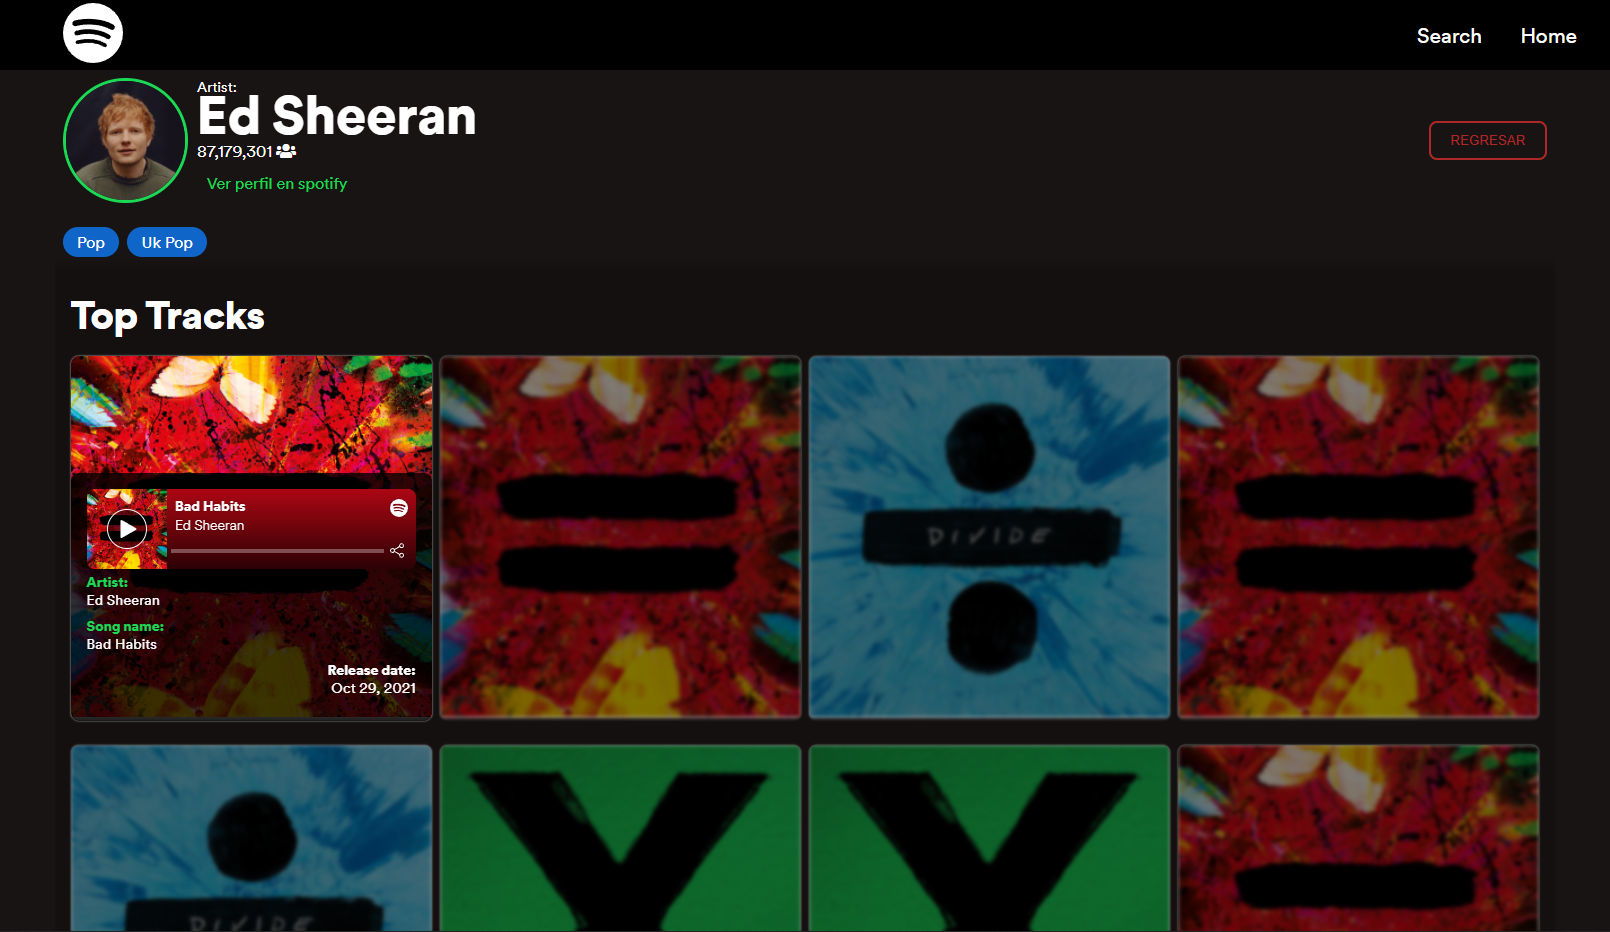 Search Home
Artist:
Ed Sheeran
87,179,301
Ver perfil en spotify
REGRESAR
Pop Uk Pop
Top Tracks
Bad Habits
Ed Sheeran
Artist:
Ed Sheeran
Song name:
Bad Habits
Release date:
Oct 29, 2021
DIVIDE
DIVIDE